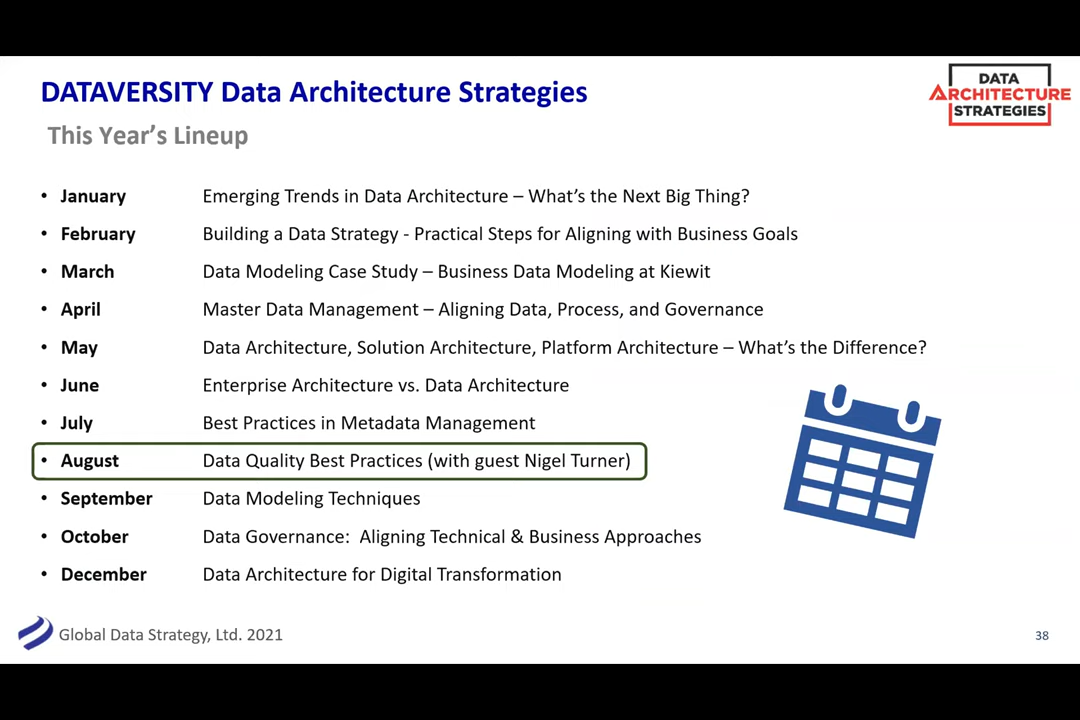 DATAVERSITY Data Architecture Strategies
This Year’s Lineup
DATA
ARCHITECTURE
STRATEGIES
• January Emerging Trends in Data Architecture – What’s the Next Big Thing?
• February Building a Data Strategy - Practical Steps for Aligning with Business Goals
• March Data Modeling Case Study – Business Data Modeling at Kiewit
• April Master Data Management – Aligning Data, Process, and Governance
• May Data Architecture, Solution Architecture, Platform Architecture – What’s the Difference?
• June Enterprise Architecture vs. Data Architecture
• July Best Practices in Metadata Management
• August Data Quality Best Practices (with guest Nigel Turner)
• September Data Modeling Techniques
• October Data Governance: Aligning Technical & Business Approaches
• December Data Architecture for Digital Transformation
Global Data Strategy, Ltd. 2021
38